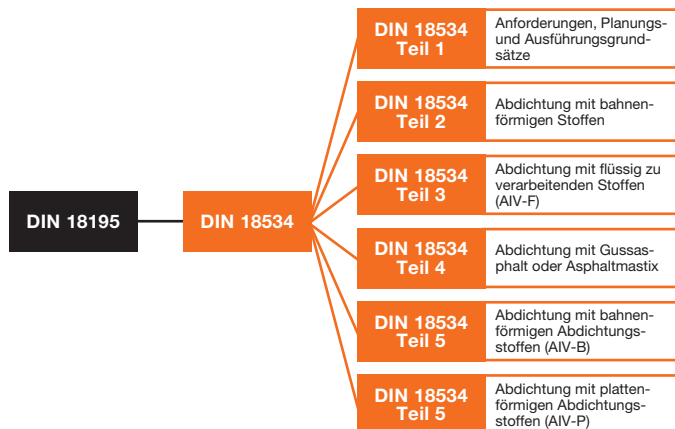 DIN 18195
DIN 18534
DIN 18534
Teil 1
Anforderungen, Planungs-
und Ausführungsgrund-
sätze
DIN 18534
Teil 2
Abdichtung mit bahnen-
förmigen Stoffen
DIN 18534
Teil 3
Abdichtung mit flüssig zu
verarbeitenden Stoffen
(AIV-F)
DIN 18534
Teil 4
Abdichtung mit Gussas-
phalt oder Asphaltmastix
DIN 18534
Teil 5
Abdichtung mit bahnen-
förmigen Abdichtungs-
stoffen (AIV-B)
DIN 18534
Teil 5
Abdichtung mit platten-
förmigen Abdichtungs-
stoffen (AIV-P)